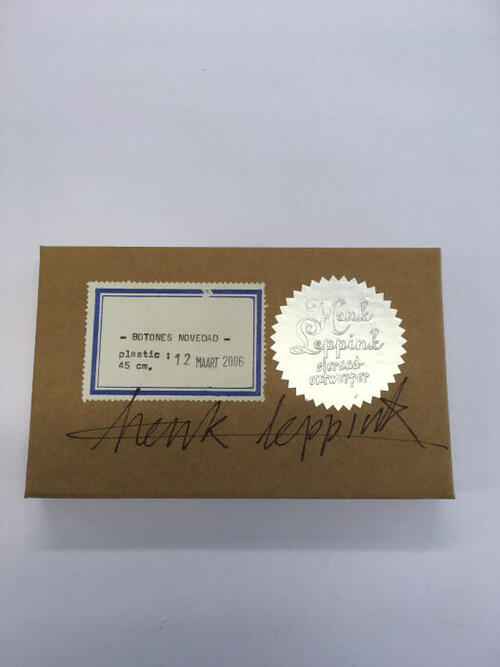 - BOTONES NOVEDAD -
plastic ; 12 MAART 2006
45 cm.
Henk
Leppink
sieraad
ontwerper
henk leppink